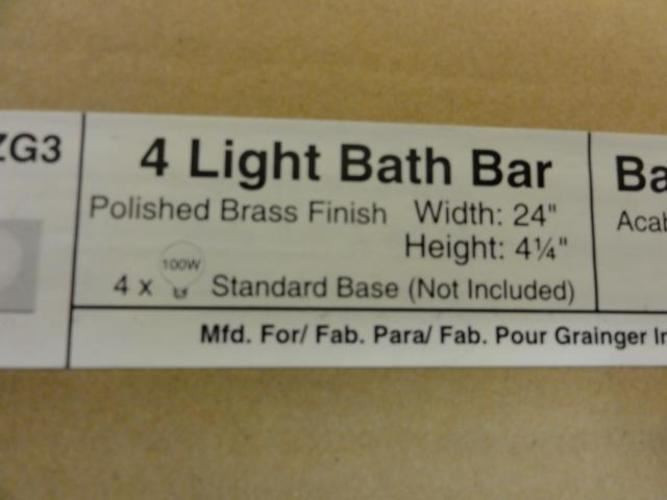 ZG3
4 Light Bath Bar
Polished Brass Finish Width: 24"
Height: 4¼"
100W
4 x Standard Base (Not Included)
Mfd. For/ Fab. Para/ Fab. Pour Grainger
Ba
Acab